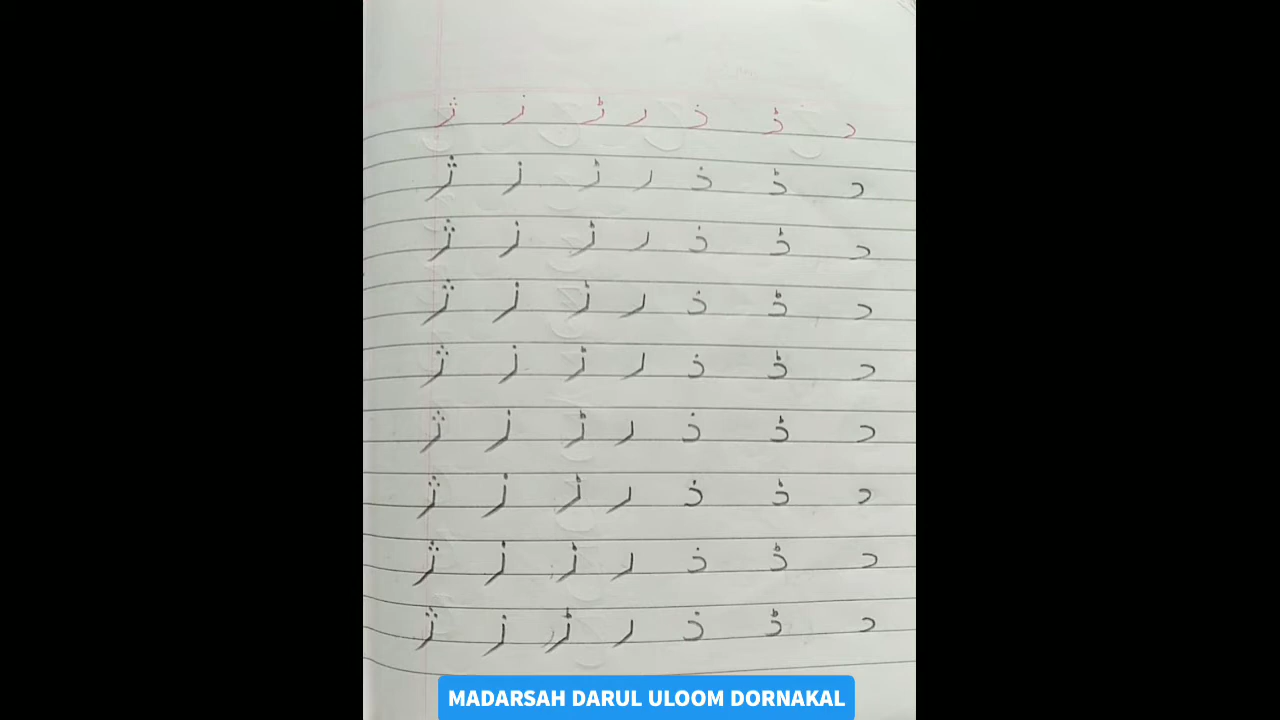 د ڈ ذ ر ڑ ز ژ
د ڈ ذ ر ڑ ز ژ
د ڈ ذ ر ڑ ز ژ
د ڈ ذ ر ڑ ز ژ
د ڈ ذ ر ڑ ز ژ
د ڈ ذ ر ڑ ز ژ
د ڈ ذ ر ڑ ز ژ
د ڈ ذ ر ڑ ز ژ
د ڈ ذ ر ڑ ز ژ
MADARSAH DARUL ULOOM DORNAKAL